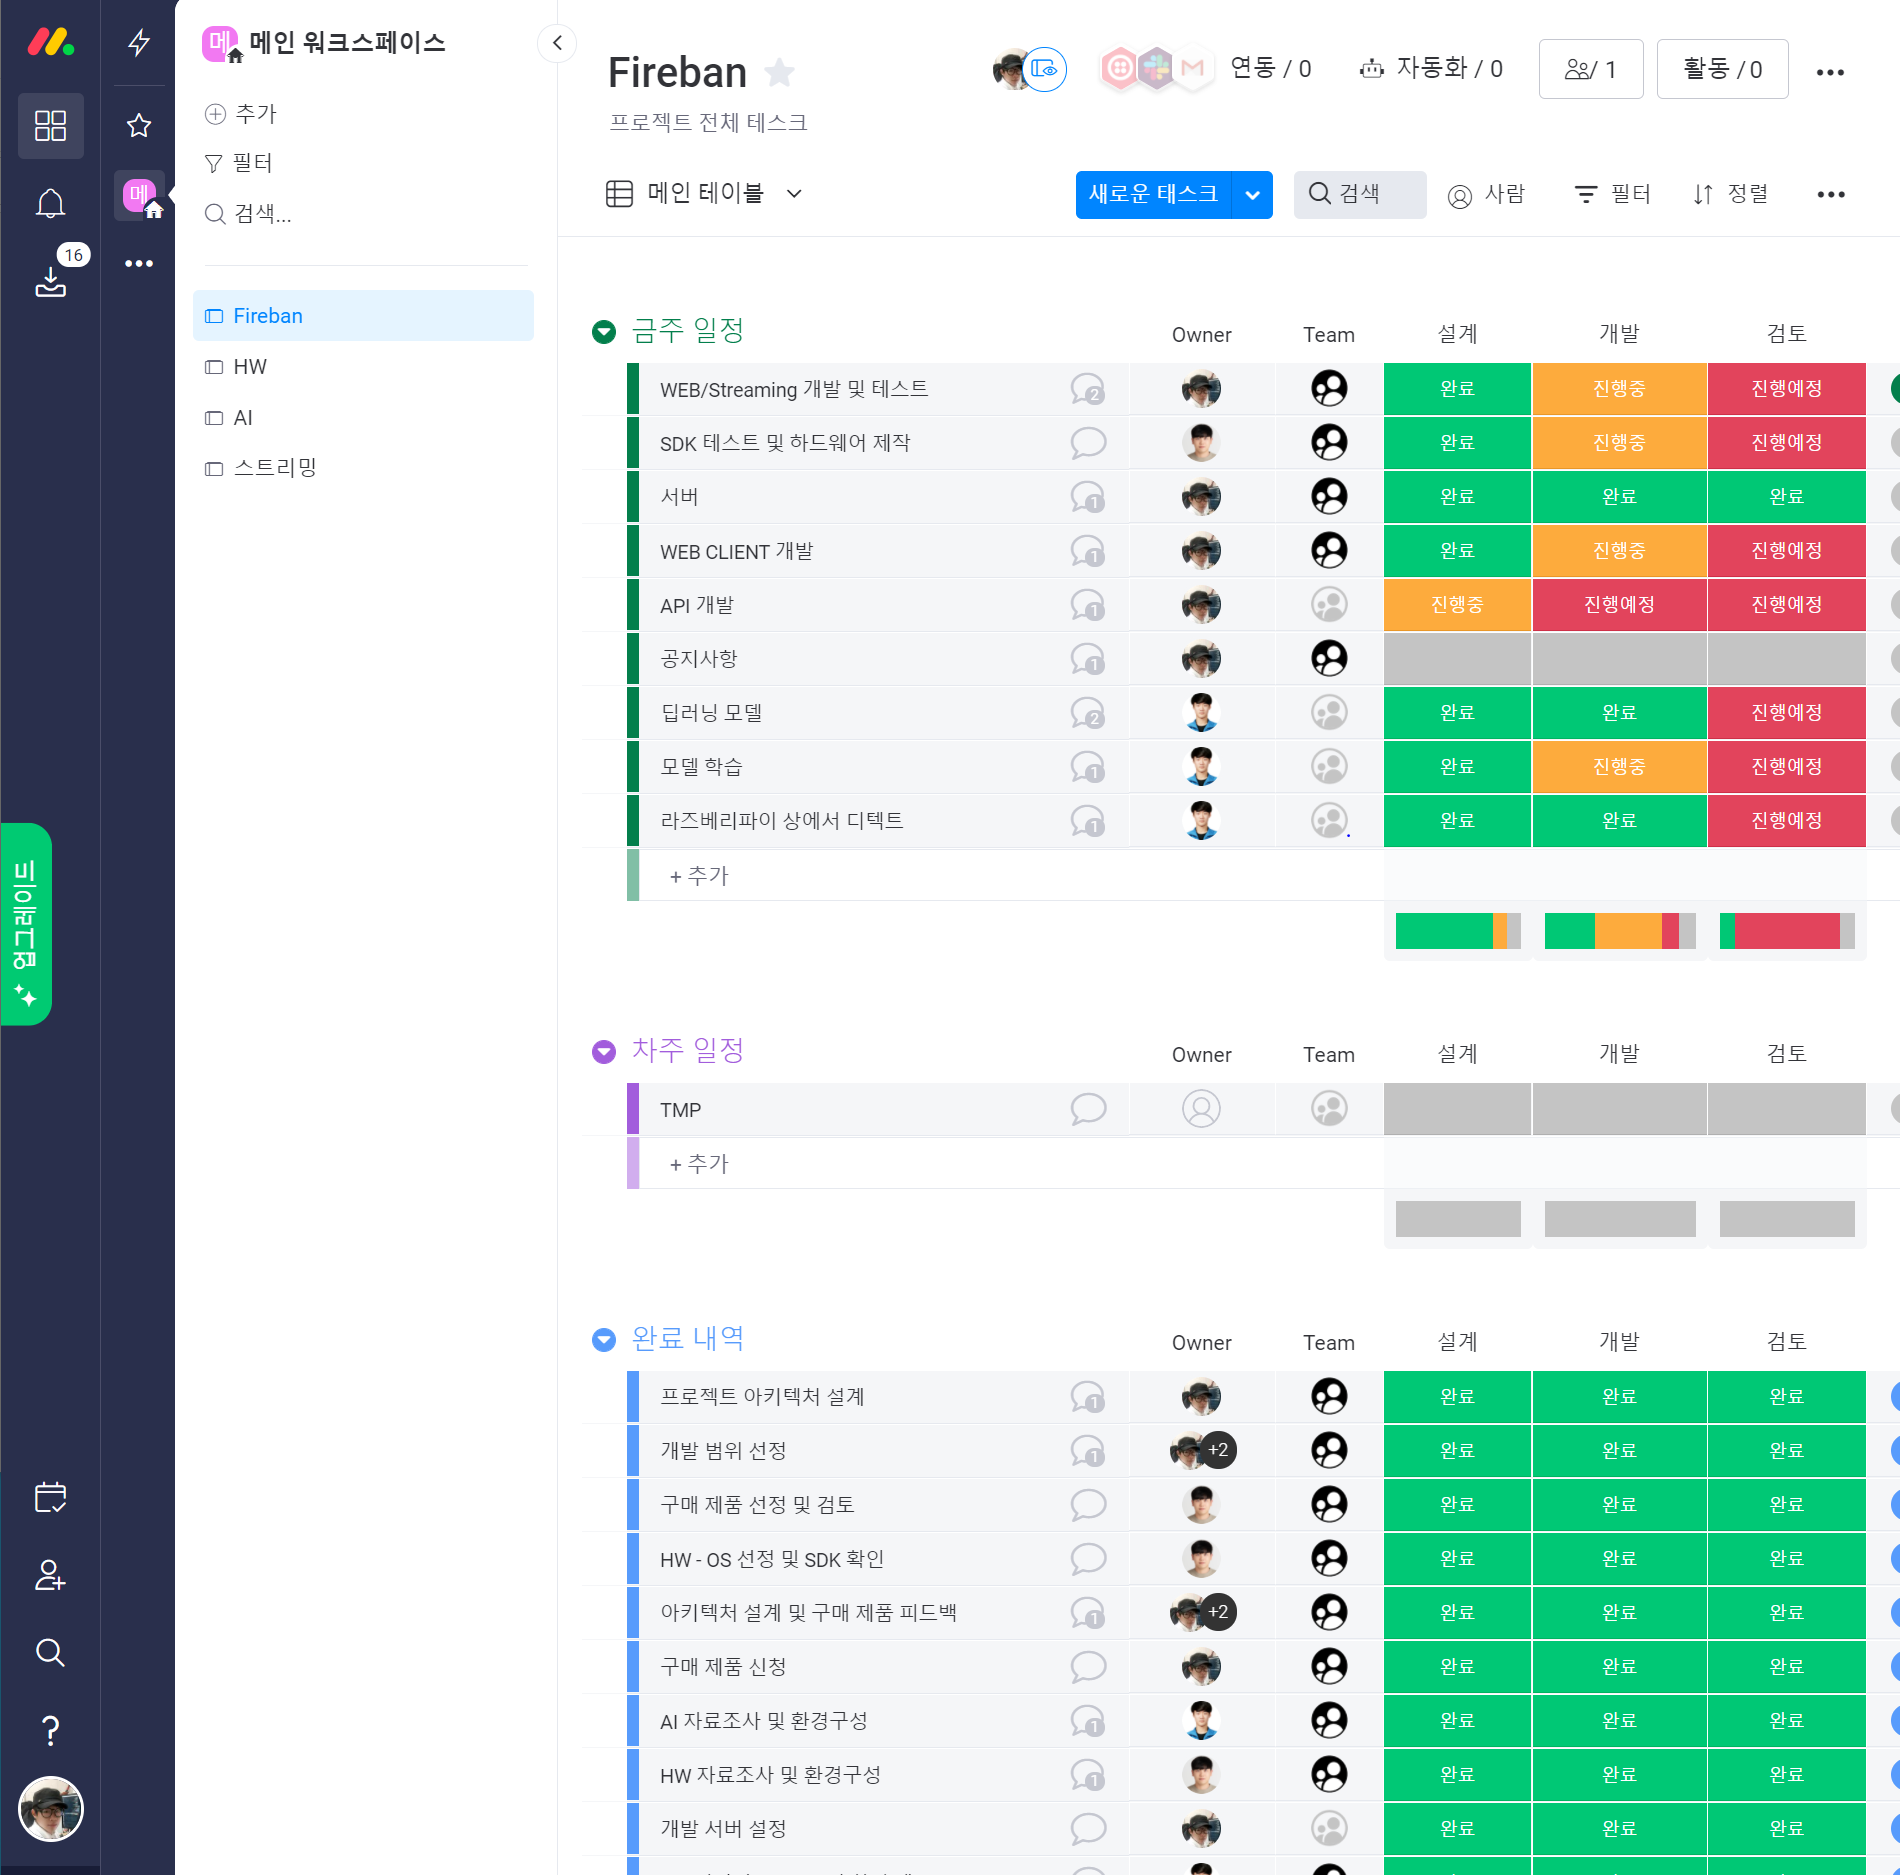 메 메인 워크스페이스
추가
필터
검색...
Fireban
HW
AI
스트리밍
16
메
업그레이드
Fireban
프로젝트 전체 테스크
연동 / 0
자동화 / 0
/ 1
활동 / 0
메인 테이블
새로운 테스크
검색
사람
필터
정렬
금주 일정 Owner Team 설계 개발 검토
WEB/Streaming 개발 및 테스트 2 완료 진행중 진행예정
SDK 테스트 및 하드웨어 제작 완료 진행중 진행예정
서버 1 완료 완료 완료
WEB CLIENT 개발 1 완료 진행중 진행예정
API 개발 1 진행중 진행예정 진행예정
공지사항 1
딥러닝 모델 2 완료 완료 진행예정
모델 학습 1 완료 진행중 진행예정
라즈베리파이 상에서 디텍트 1 완료 완료 진행예정
+ 추가
차주 일정 Owner Team 설계 개발 검토
TMP
+ 추가
완료 내역 Owner Team 설계 개발 검토
프로젝트 아키텍처 설계 1 완료 완료 완료
개발 범위 선정 1 +2 완료 완료 완료
구매 제품 선정 및 검토 완료 완료 완료
HW - OS 선정 및 SDK 확인 완료 완료 완료
아키텍처 설계 및 구매 제품 피드백 1 +2 완료 완료 완료
구매 제품 신청 완료 완료 완료
AI 자료조사 및 환경구성 1 완료 완료 완료
HW 자료조사 및 환경구성 1 완료 완료 완료
개발 서버 설정 완료 완료 완료